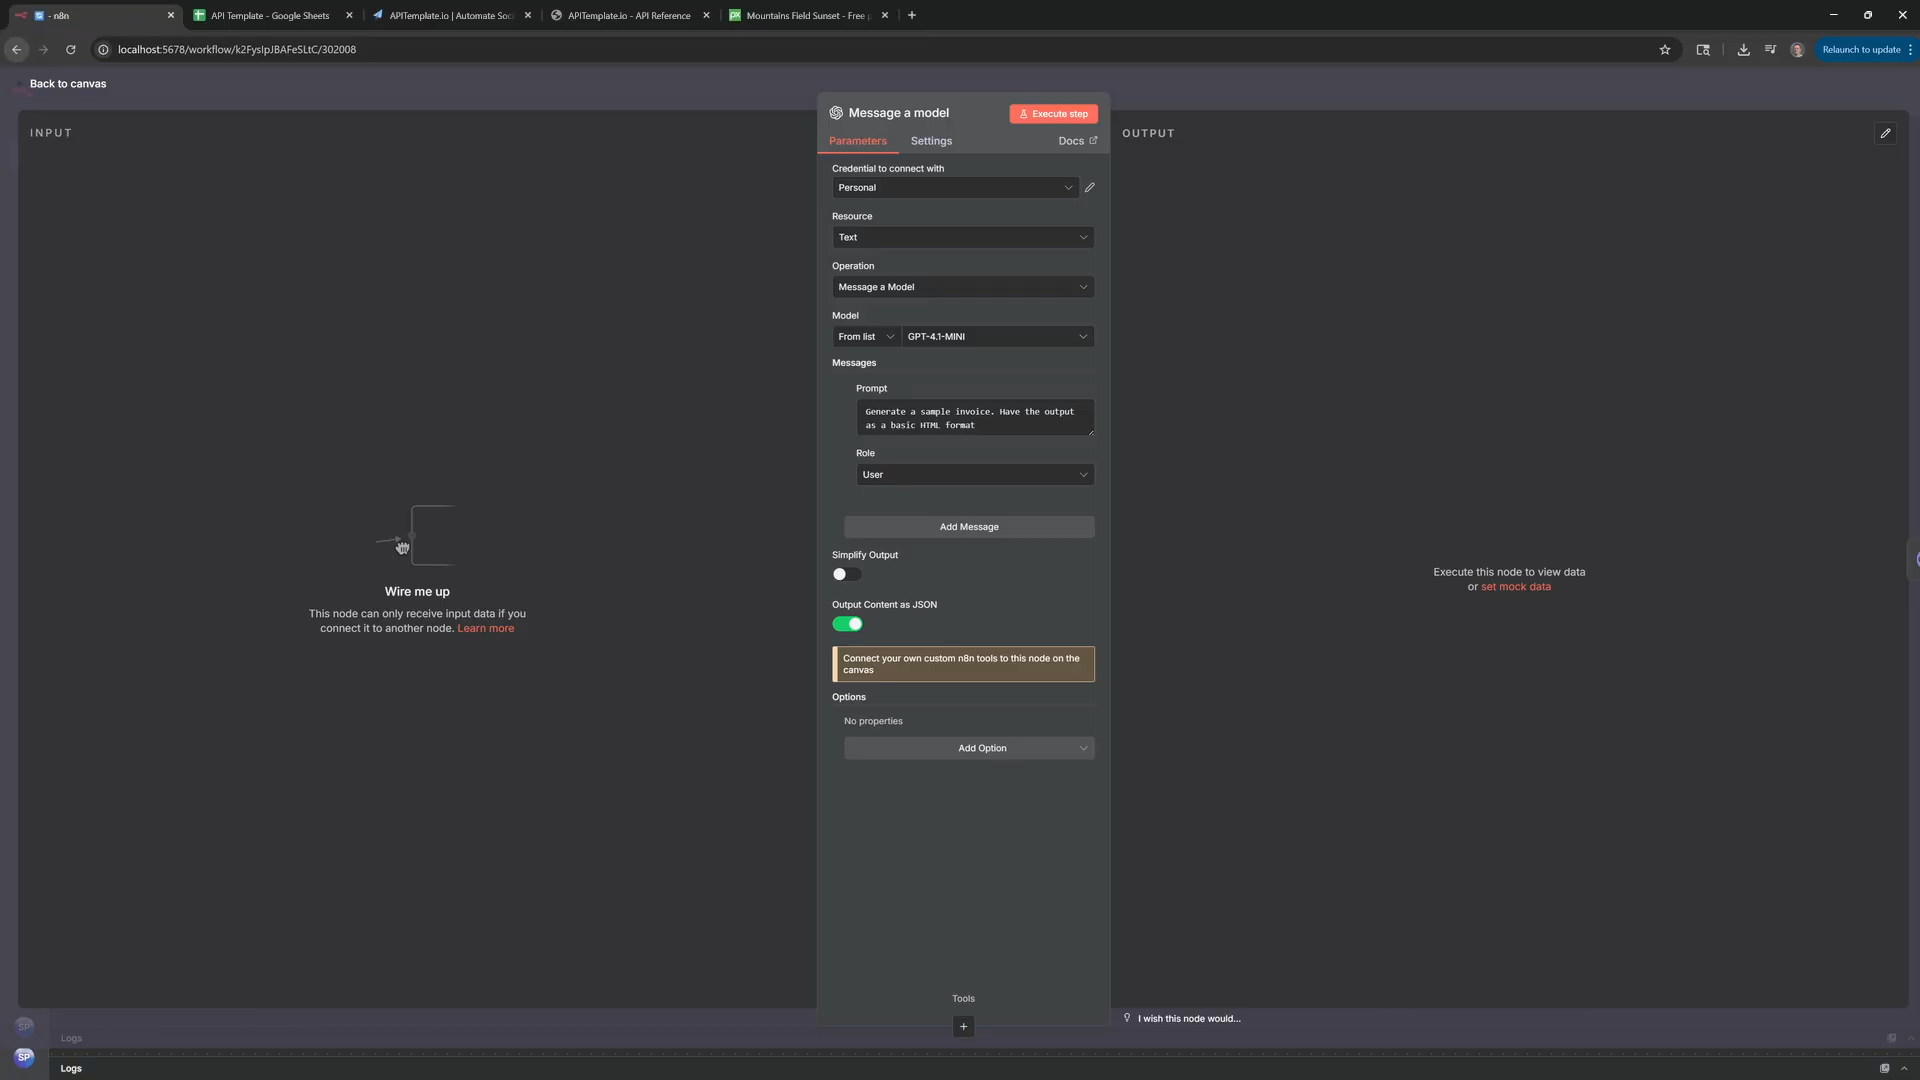 - n8n
API Template - Google Sheets
APITemplate.io | Automate Soci
APITemplate.io - API Reference
Mountains Field Sunset - Free p
localhost:5678/workflow/k2FysIpJBAFeSLtC/302008
Relaunch to update
Back to canvas
INPUT
Wire me up
This node can only receive input data if you
connect it to another node. Learn more
Message a model
Execute step
Parameters
Settings
Docs
Credential to connect with
Personal
Resource
Text
Operation
Message a Model
Model
From list
GPT-4.1-MINI
Messages
Prompt
Generate a sample invoice. Have the output
as a basic HTML format
Role
User
Add Message
Simplify Output
Output Content as JSON
Connect your own custom n8n tools to this node on the
canvas
Options
No properties
Add Option
Tools
OUTPUT
Execute this node to view data
or set mock data
I wish this node would...
SP
Logs
SP
Logs